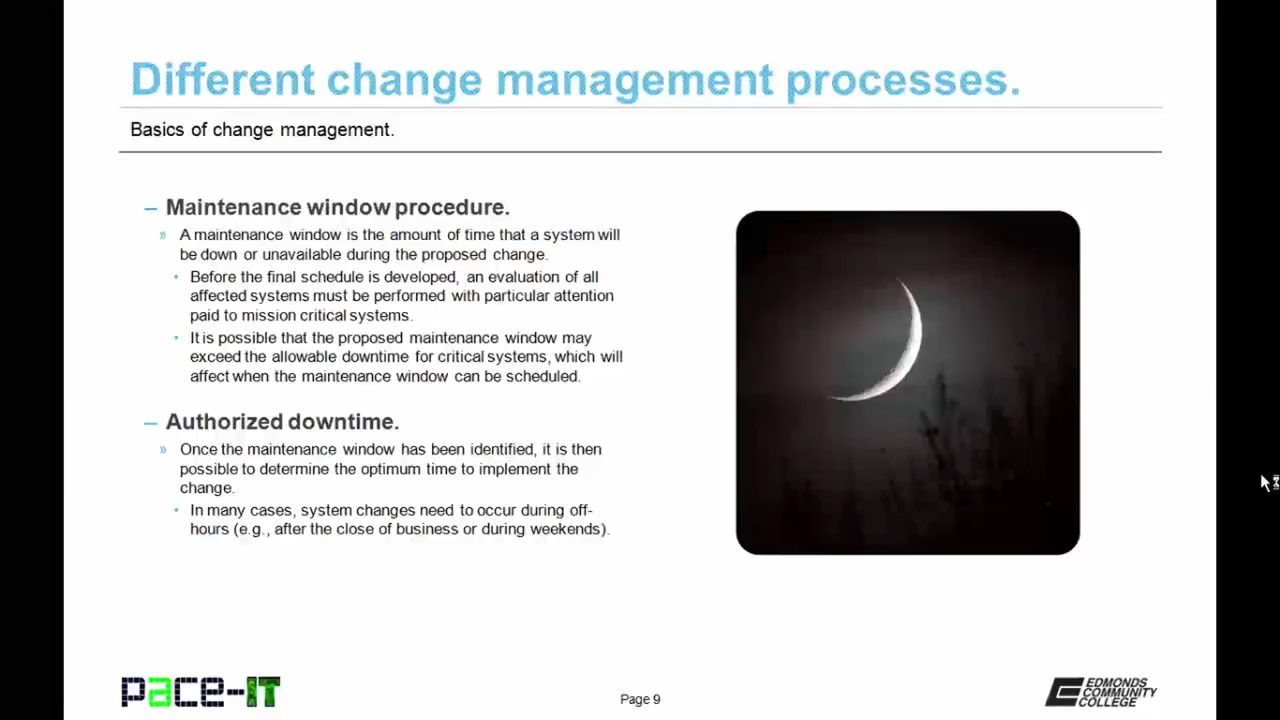 Different change management processes.
Basics of change management.
– Maintenance window procedure.
» A maintenance window is the amount of time that a system will
be down or unavailable during the proposed change.
• Before the final schedule is developed, an evaluation of all
affected systems must be performed with particular attention
paid to mission critical systems.
• It is possible that the proposed maintenance window may
exceed the allowable downtime for critical systems, which will
affect when the maintenance window can be scheduled.
– Authorized downtime.
» Once the maintenance window has been identified, it is then
possible to determine the optimum time to implement the
change.
• In many cases, system changes need to occur during off-
hours (e.g., after the close of business or during weekends).
pace-IT
Page 9
EDMONDS
COMMUNITY
COLLEGE